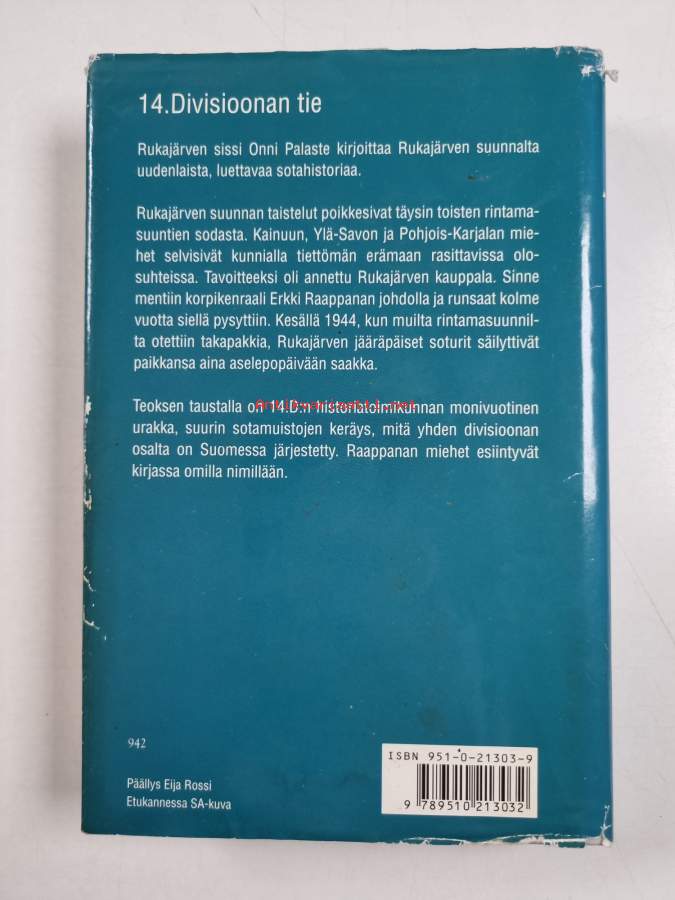 14.Divisioonan tie
Rukajärven sissi Onni Palaste kirjoittaa Rukajärven suunnalta
uudenlaista, luettavaa sotahistoriaa.
Rukajärven suunnan taistelut poikkesivat täysin toisten rintama-
suuntien sodasta. Kainuun, Ylä-Savon ja Pohjois-Karjalan mie-
het selvisivät kunnialla tiettömän erämaan rasittavissa olo-
suhteissa. Tavoitteeksi oli annettu Rukajärven kauppala. Sinne
mentiin korpikenraali Erkki Raappanan johdolla ja runsaat kolme
vuotta siellä pysyttiin. Kesällä 1944, kun muilta rintamasuunnil-
ta otettiin takapakkia, Rukajärven jääräpäiset soturit säilyttivät
paikkansa aina aselepopäivään saakka.
Teoksen taustalla on 14.D:n historiatoimikunnan monivuotinen
urakka, suurin sotamuistojen keräys, mitä yhden divisioonan
osalta on Suomessa järjestetty. Raappanan miehet esiintyvät
kirjassa omilla nimillään.
942
Päällys Eija Rossi
Etukannessa SA-kuva
ISBN 951-0-21303-9
9 789510 213032